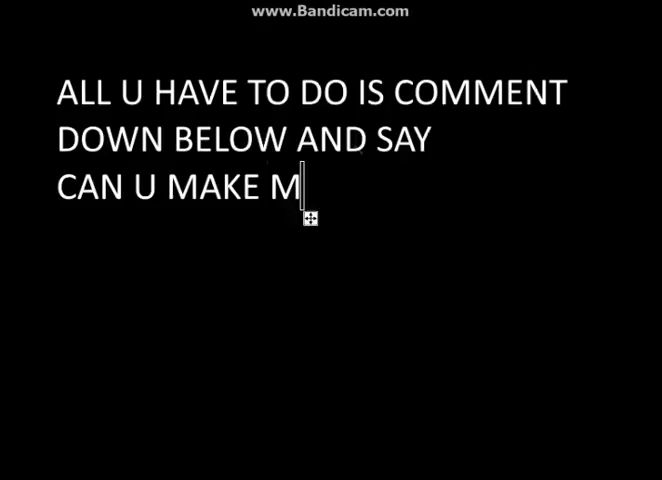 www.Bandicam.com
ALL U HAVE TO DO IS COMMENT
DOWN BELOW AND SAY
CAN U MAKE M